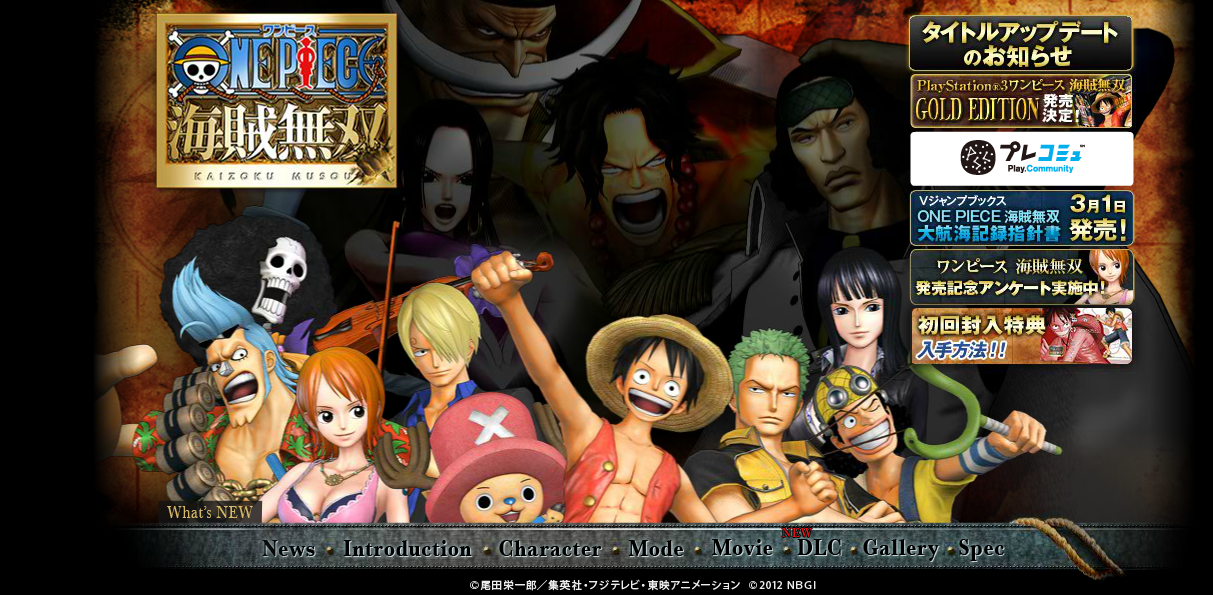 ワンピース
ONE PIECE
海賊無双
KAIZOKU MUSOU
タイトルアップデート
のお知らせ
PlayStation®3ワンピース 海賊無双
GOLD EDITION 発売決定!
プレコミュ
Play.Community
Vジャンプブックス
ONE PIECE 海賊無双
大航海記録指針書
3月1日
発売!
ワンピース 海賊無双
発売記念アンケート実施中!
初回封入特典
入手方法!!
What's NEW
NEW
News Introduction Character Mode Movie DLC Gallery Spec
©尾田栄一郎／集英社・フジテレビ・東映アニメーション ©2012 NBGI